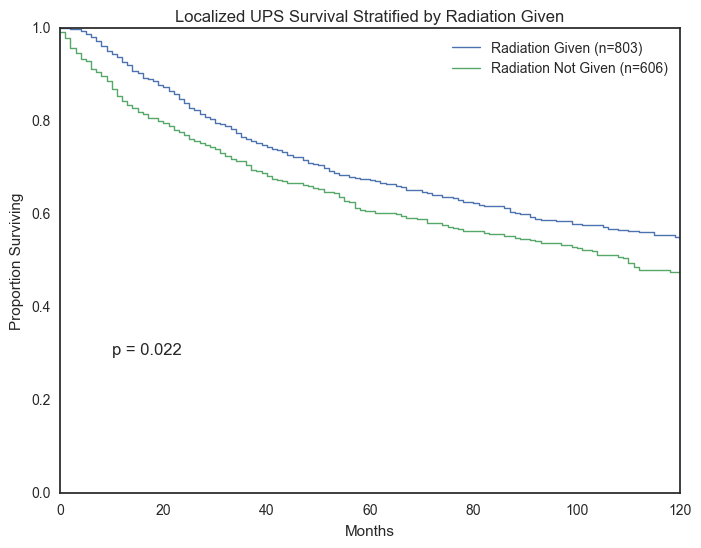 Localized UPS Survival Stratified by Radiation Given
Radiation Given (n=803)
Radiation Not Given (n=606)
Proportion Surviving
1.0
0.8
0.6
0.4
0.2
0.0
p = 0.022
0 20 40 60 80 100 120
Months